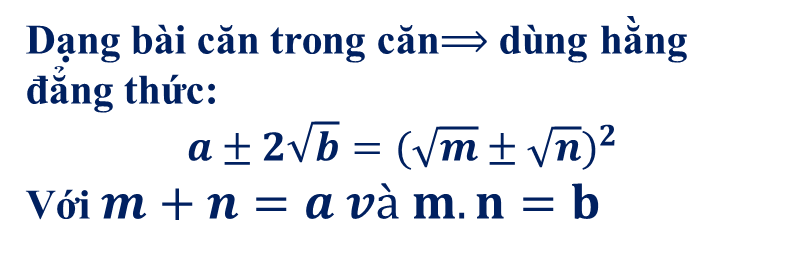 Dạng bài căn trong căn⟹ dùng hằng
đẳng thức:
a ± 2√b = (√m ± √n)²
Với m + n = a và m. n = b